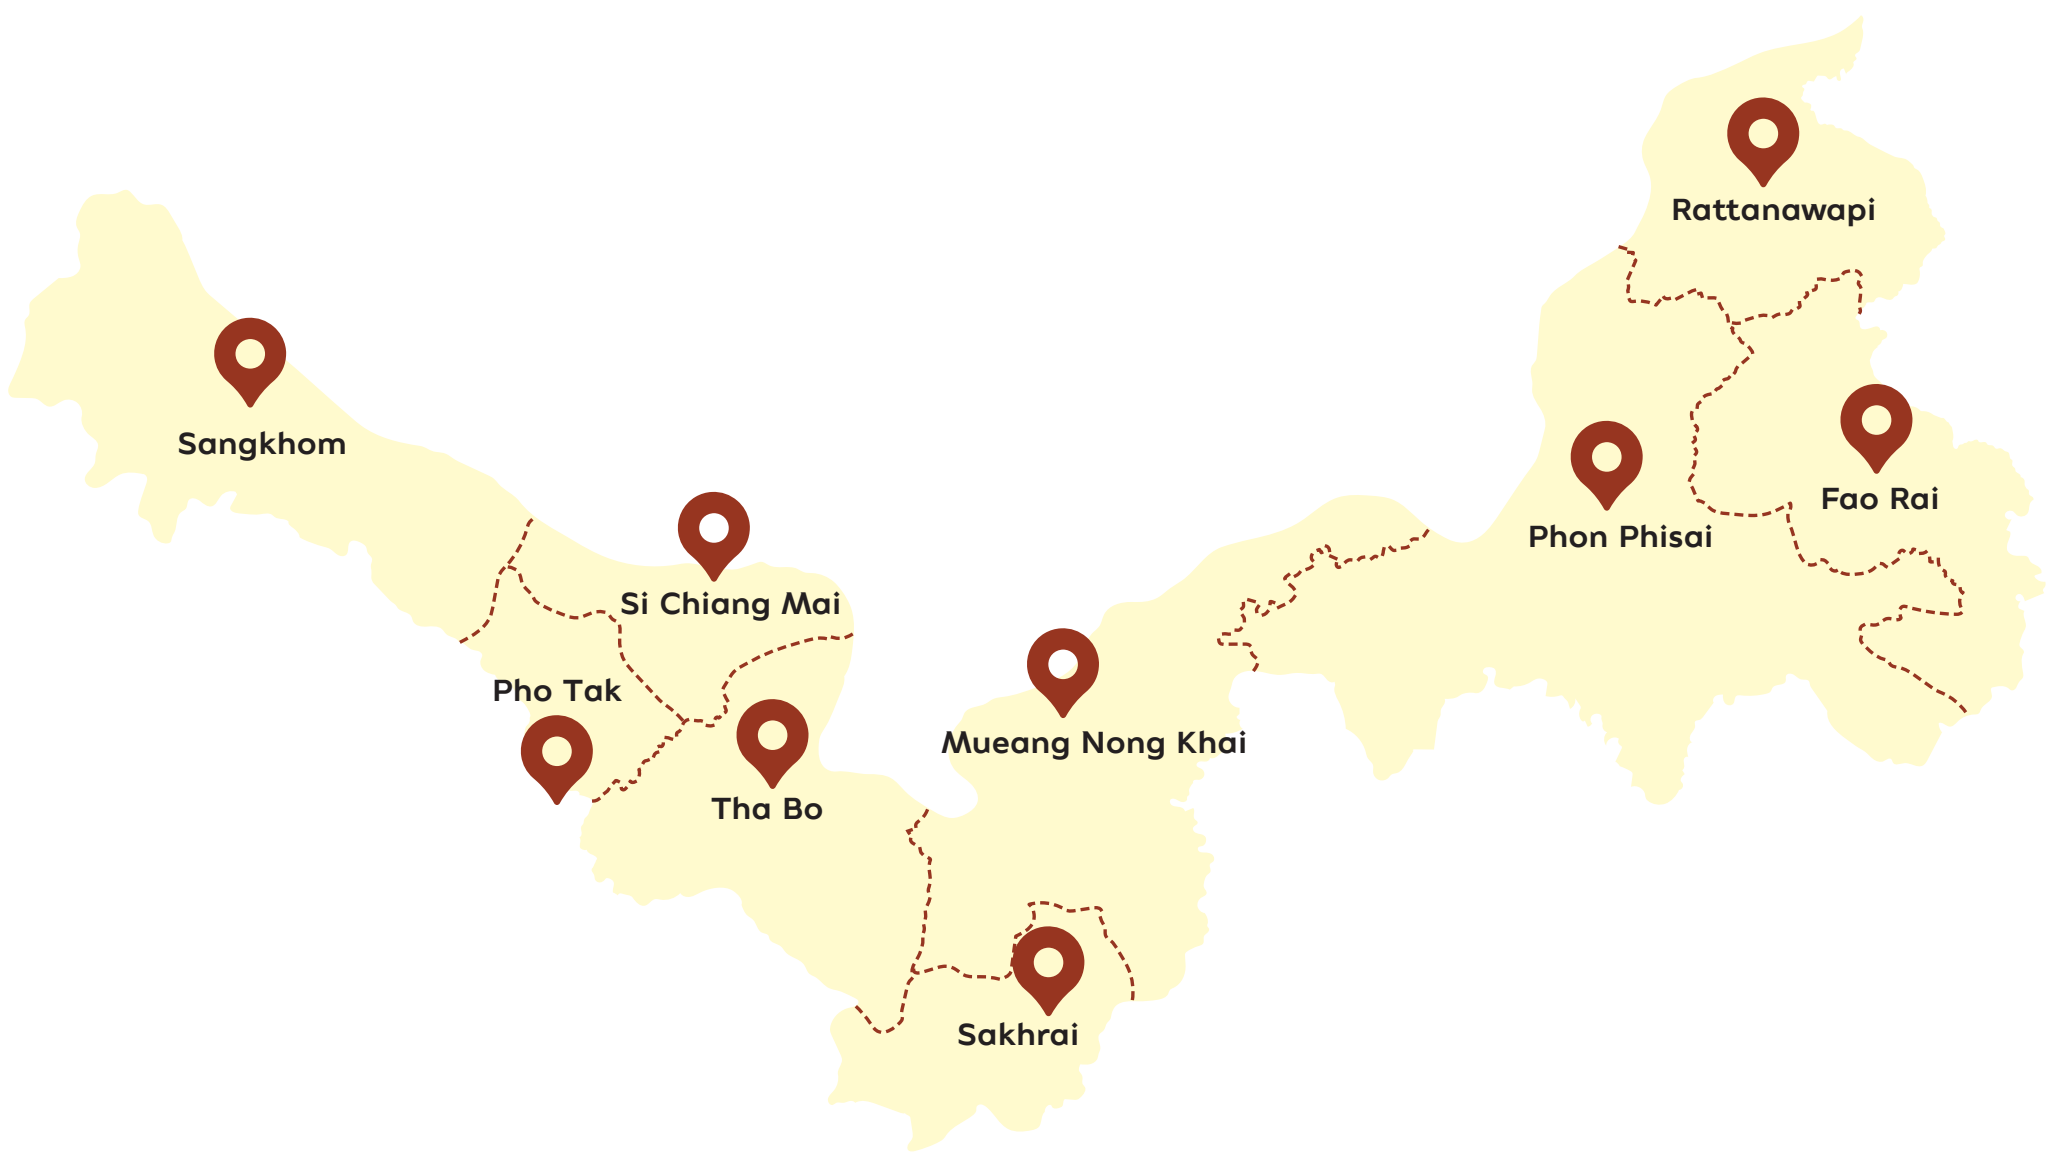 Rattanawapi
Sangkhom
Fao Rai
Phon Phisai
Si Chiang Mai
Pho Tak
Mueang Nong Khai
Tha Bo
Sakhrai